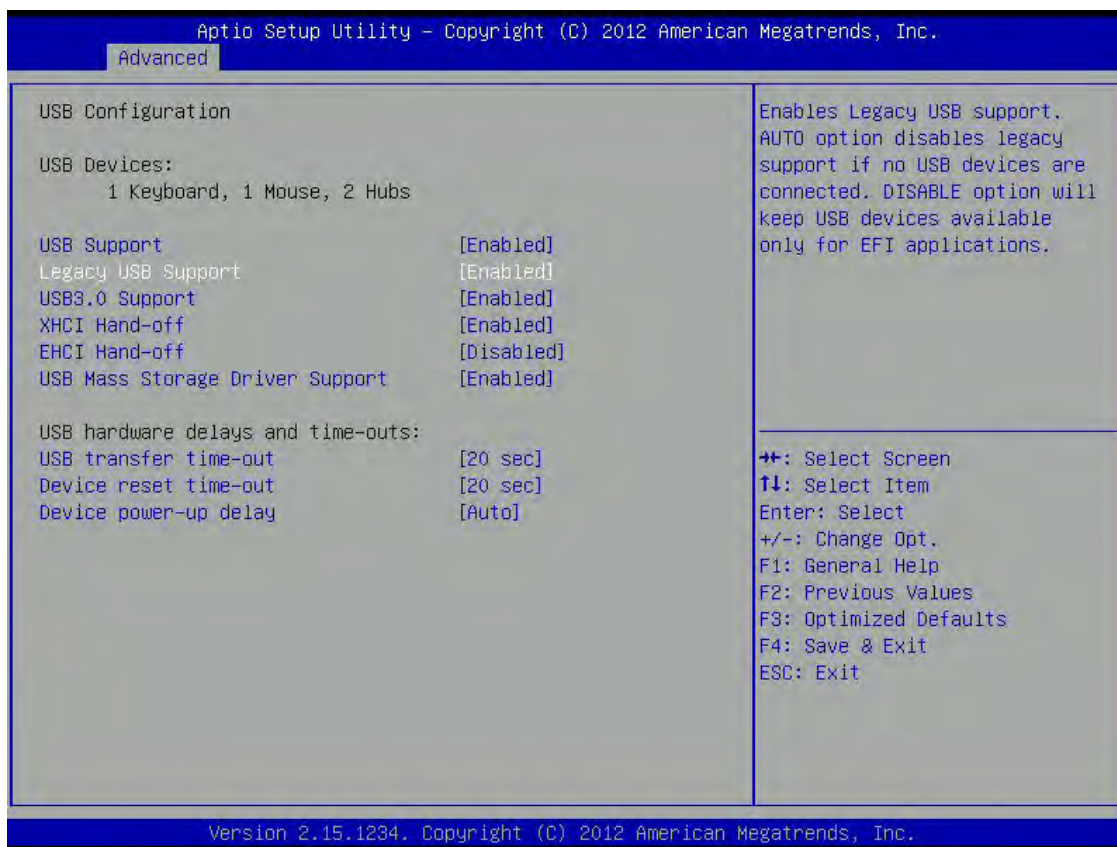 Aptio Setup Utility – Copyright (C) 2012 American Megatrends, Inc.
Advanced
USB Configuration
USB Devices:
1 Keyboard, 1 Mouse, 2 Hubs
USB Support [Enabled]
Legacy USB Support [Enabled]
USB3.0 Support [Enabled]
XHCI Hand-off [Enabled]
EHCI Hand-off [Disabled]
USB Mass Storage Driver Support [Enabled]
USB hardware delays and time-outs:
USB transfer time-out [20 sec]
Device reset time-out [20 sec]
Device power-up delay [Auto]
Enables Legacy USB support.
AUTO option disables legacy
support if no USB devices are
connected. DISABLE option will
keep USB devices available
only for EFI applications.
→←: Select Screen
↑↓: Select Item
Enter: Select
+/-: Change Opt.
F1: General Help
F2: Previous Values
F3: Optimized Defaults
F4: Save & Exit
ESC: Exit
Version 2.15.1234. Copyright (C) 2012 American Megatrends, Inc.